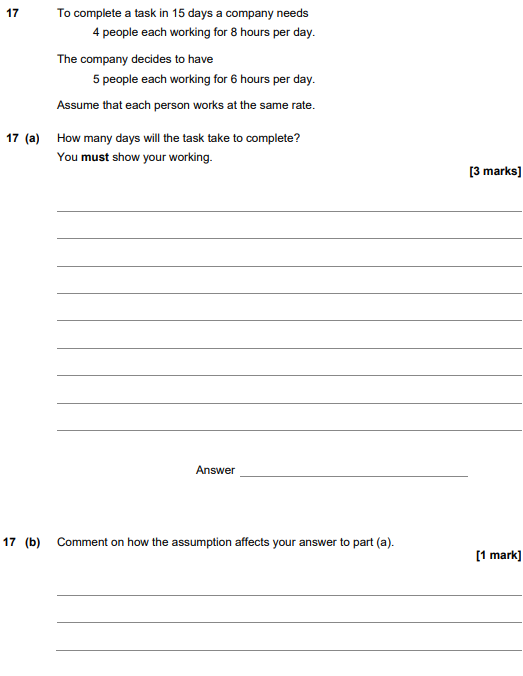 17 To complete a task in 15 days a company needs
4 people each working for 8 hours per day.
The company decides to have
5 people each working for 6 hours per day.
Assume that each person works at the same rate.
17 (a) How many days will the task take to complete?
You must show your working.
[3 marks]
Answer
17 (b) Comment on how the assumption affects your answer to part (a).
[1 mark]